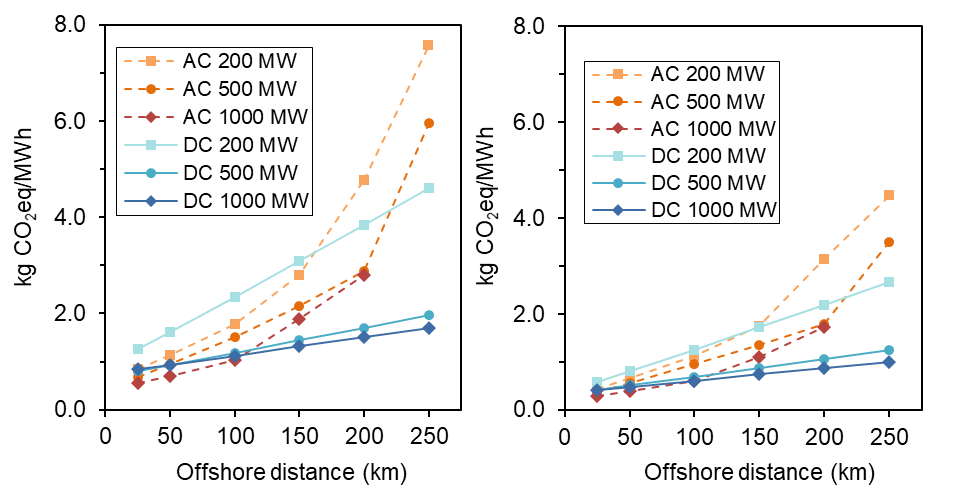 8.0
6.0
4.0
2.0
0.0
kg CO₂eq/MWh
AC 200 MW
AC 500 MW
AC 1000 MW
DC 200 MW
DC 500 MW
DC 1000 MW
0 50 100 150 200 250
Offshore distance (km)
8.0
6.0
4.0
2.0
0.0
kg CO₂eq/MWh
AC 200 MW
AC 500 MW
AC 1000 MW
DC 200 MW
DC 500 MW
DC 1000 MW
0 50 100 150 200 250
Offshore distance (km)